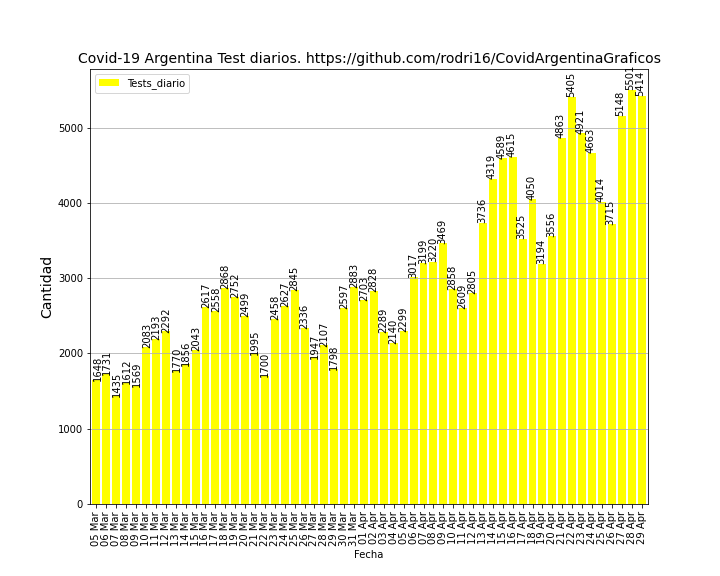 Covid-19 Argentina Test diarios. https://github.com/rodri16/CovidArgentinaGraficos
Tests_diario
Cantidad
5000
4000
3000
2000
1000
0
1648
1731
1435
1612
1569
2083
2193
2292
1770
1856
2043
2617
2558
2868
2752
2499
1995
1700
2458
2627
2845
2336
1947
2107
1798
2597
2883
2703
2828
2289
2140
2299
3017
3199
3220
3469
2858
2609
2805
3736
4319
4589
4615
3525
4050
3194
3556
4863
5405
4921
4663
4014
3715
5148
5501
5414
05 Mar
06 Mar
07 Mar
08 Mar
09 Mar
10 Mar
11 Mar
12 Mar
13 Mar
14 Mar
15 Mar
16 Mar
17 Mar
18 Mar
19 Mar
20 Mar
21 Mar
22 Mar
23 Mar
24 Mar
25 Mar
26 Mar
27 Mar
28 Mar
29 Mar
30 Mar
31 Mar
01 Apr
02 Apr
03 Apr
04 Apr
05 Apr
06 Apr
07 Apr
08 Apr
09 Apr
10 Apr
11 Apr
12 Apr
13 Apr
14 Apr
15 Apr
16 Apr
17 Apr
18 Apr
19 Apr
20 Apr
21 Apr
22 Apr
23 Apr
24 Apr
25 Apr
26 Apr
27 Apr
28 Apr
29 Apr
Fecha